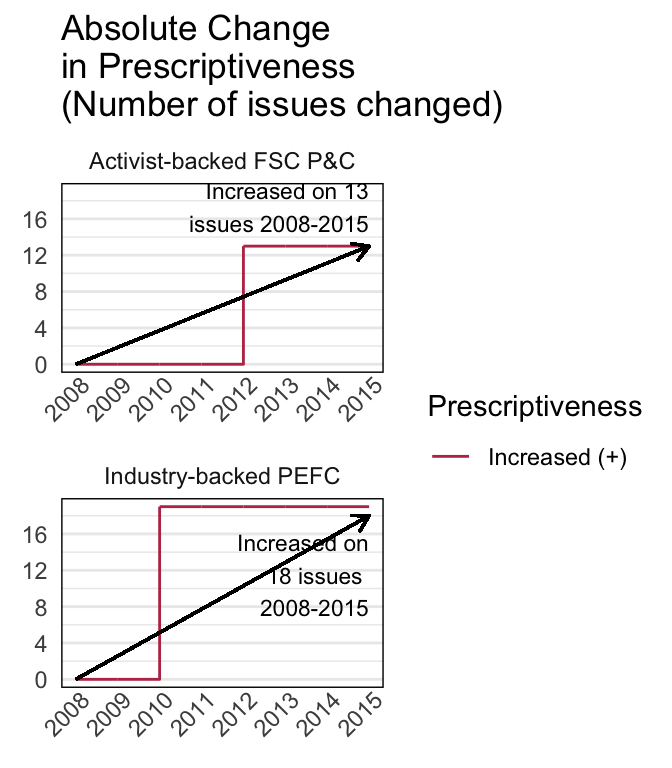 Absolute Change
in Prescriptiveness
(Number of issues changed)
Activist-backed FSC P&C
Increased on 13
issues 2008-2015
16
12
8
4
0
2008
2009
2010
2011
2012
2013
2014
2015
Prescriptiveness
Increased (+)
Industry-backed PEFC
Increased on
18 issues
2008-2015
16
12
8
4
0
2008
2009
2010
2011
2012
2013
2014
2015